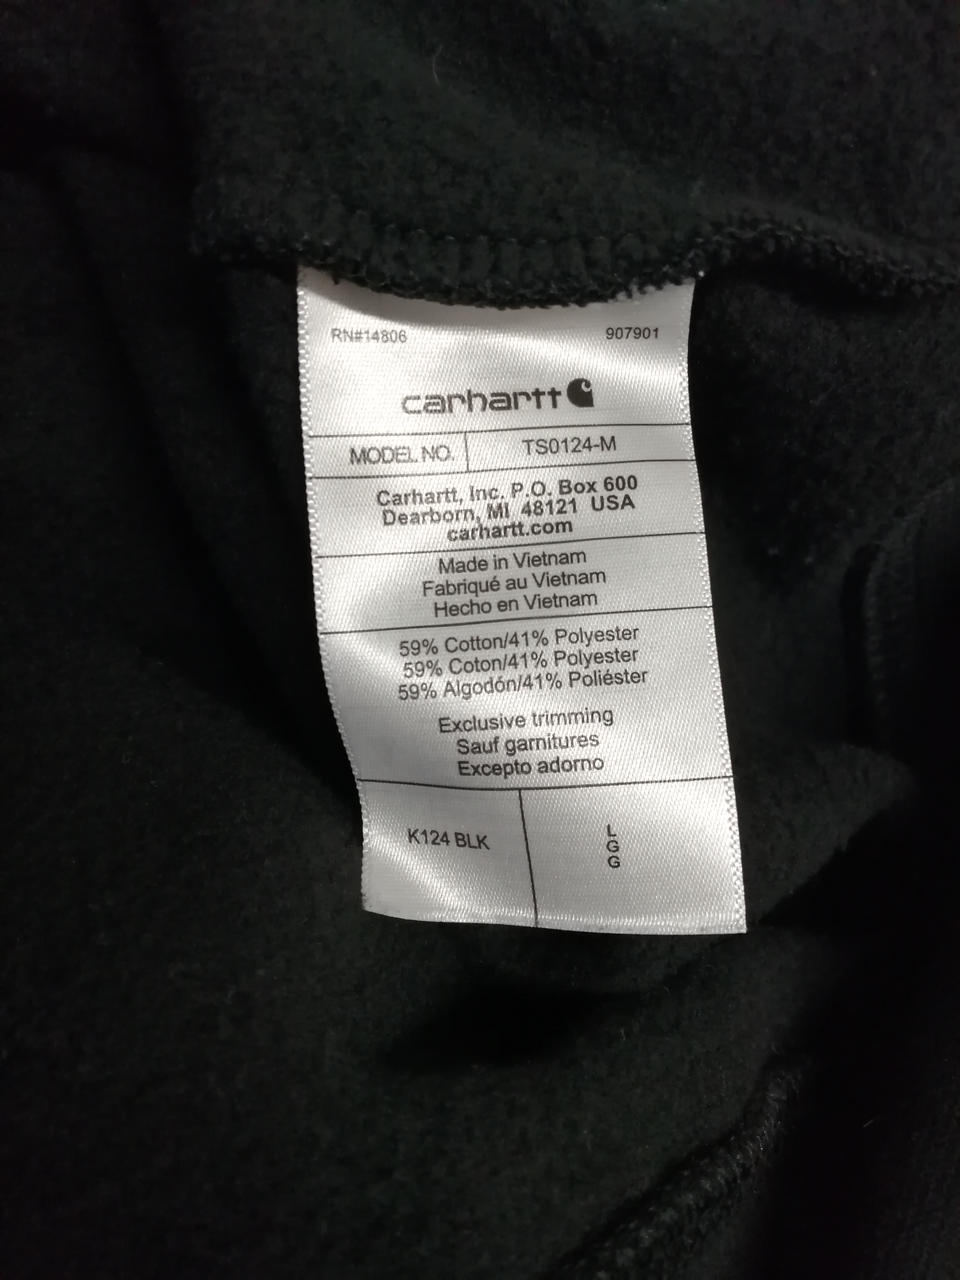 RN#14806 907901
carhartt
MODEL NO. TS0124-M
Carhartt, Inc. P.O. Box 600
Dearborn, MI 48121 USA
carhartt.com
Made in Vietnam
Fabriqué au Vietnam
Hecho en Vietnam
59% Cotton/41% Polyester
59% Coton/41% Polyester
59% Algodón/41% Poliéster
Exclusive trimming
Sauf garnitures
Excepto adorno
K124 BLK
L
G
G